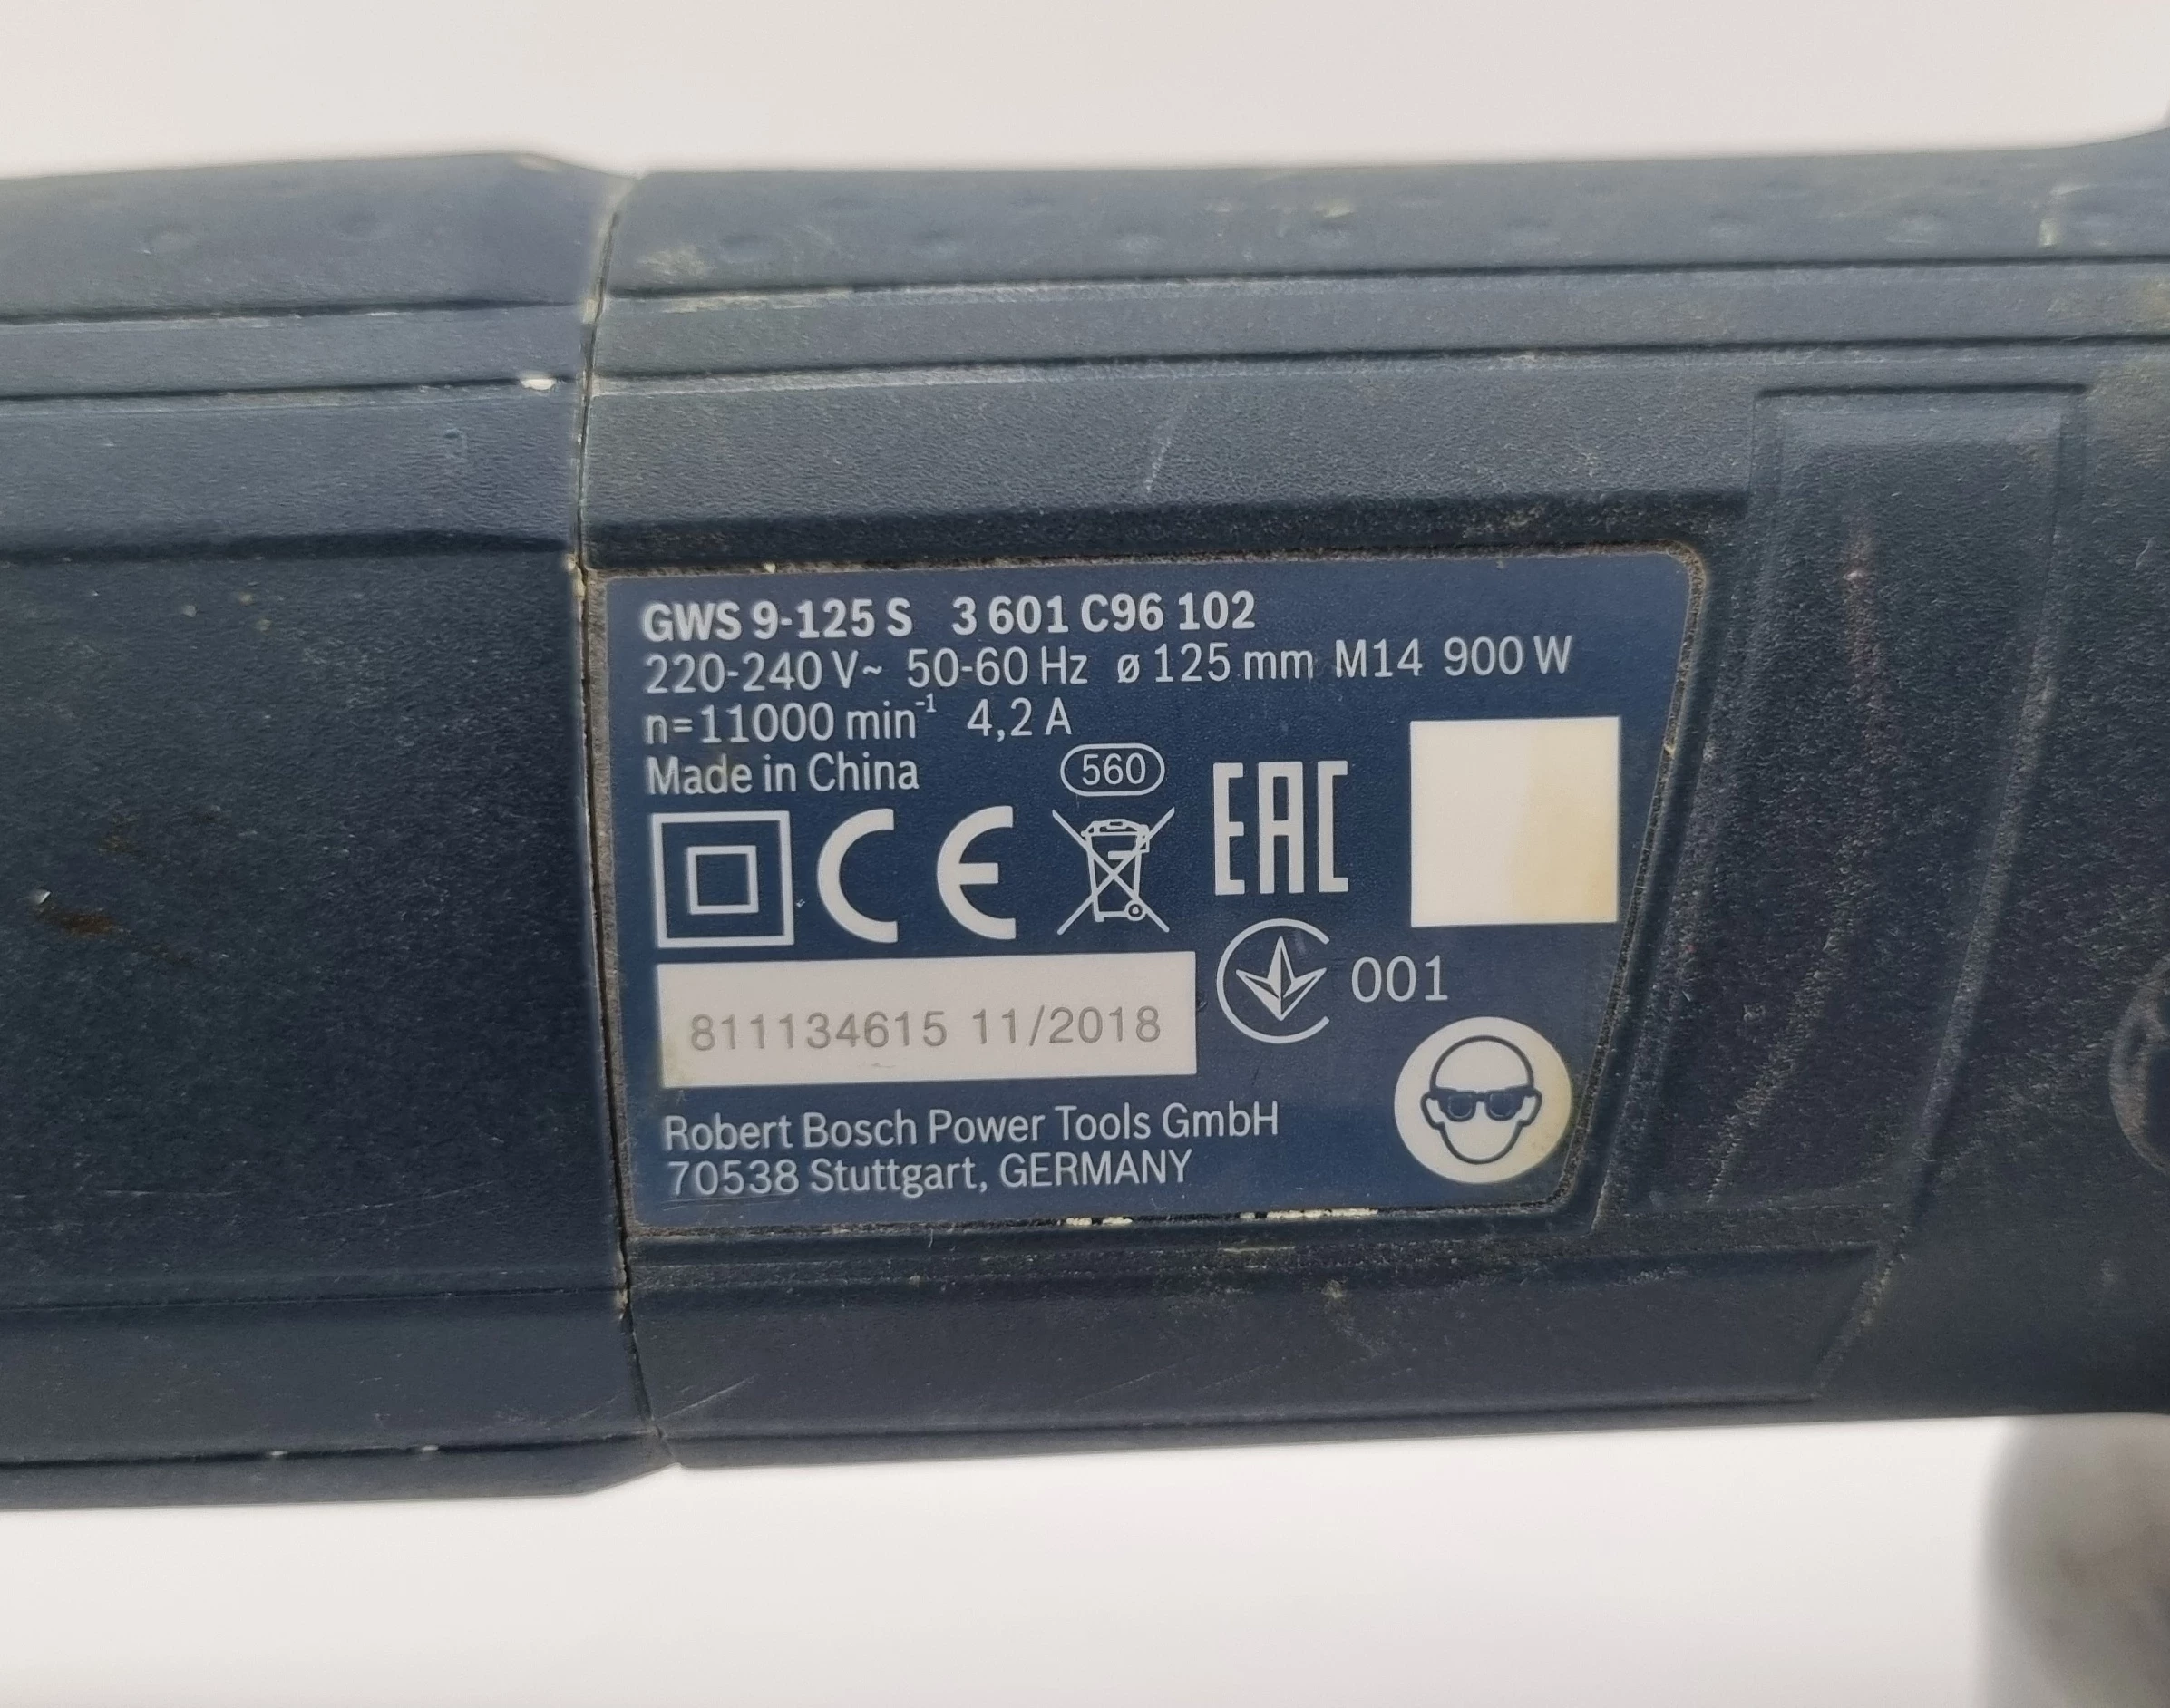 GWS 9-125 S 3 601 C96 102
220-240 V~ 50-60 Hz ø 125 mm M14 900 W
n=11000 min⁻¹ 4,2 A
Made in China
560
CE
EAC
001
811134615 11/2018
Robert Bosch Power Tools GmbH
70538 Stuttgart, GERMANY